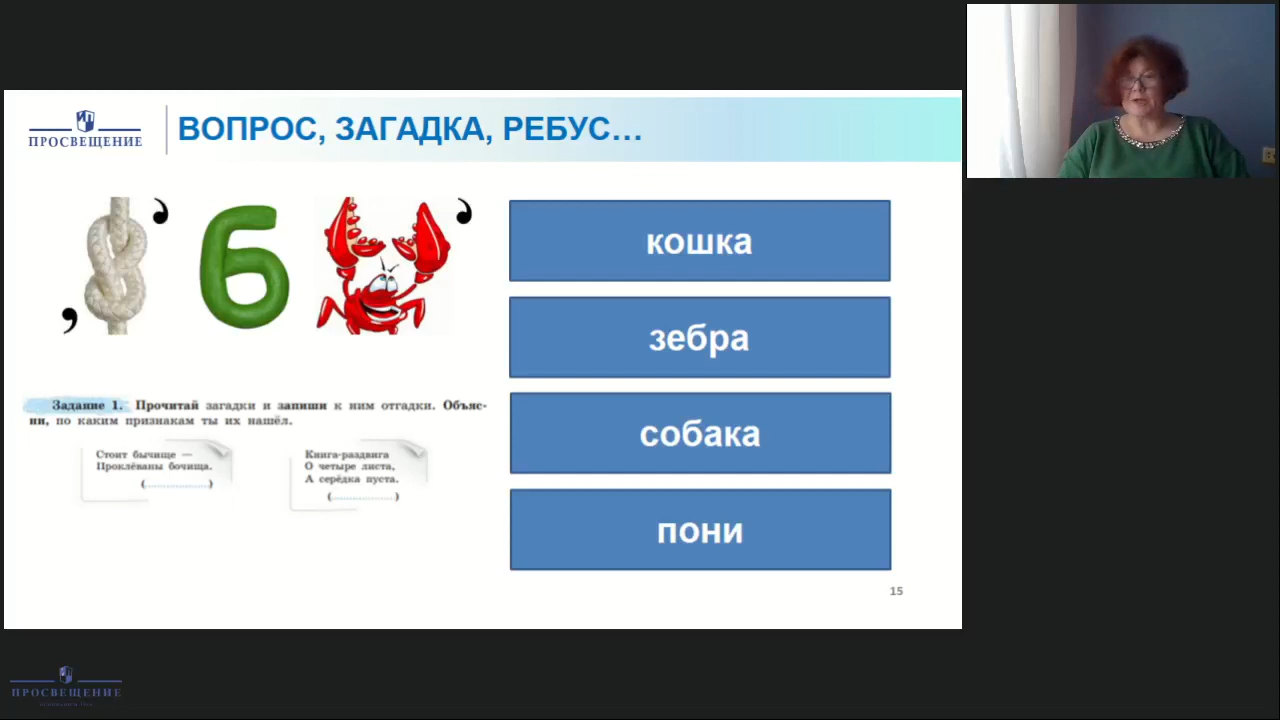 ПРОСВЕЩЕНИЕ
ВОПРОС, ЗАГАДКА, РЕБУС…
, ’ 6 ’
кошка
зебра
собака
пони
Задание 1. Прочитай загадки и запиши к ним отгадки. Объяс-
ни, по каким признакам ты их нашёл.
Стоит бычище —
Проклёваны бочища.
(....................)
Книга-раздвига
О четыре листа,
А серёдка пуста.
(....................)
15
ПРОСВЕЩЕНИЕ